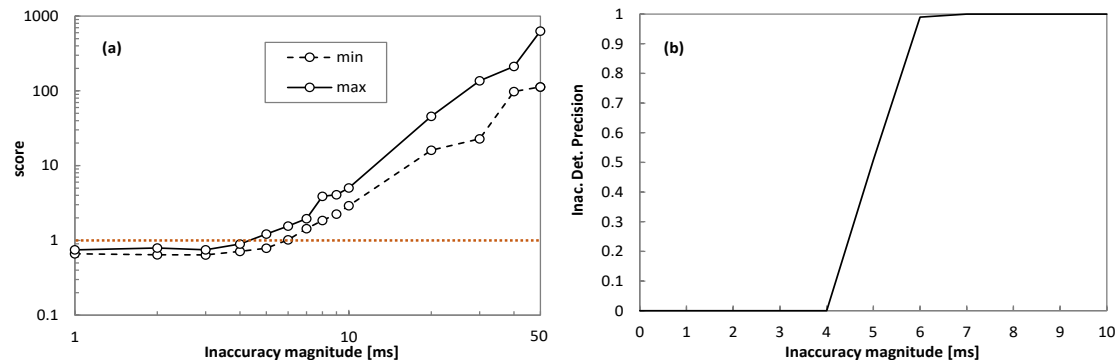 1000
100
10
1
0.1
score
(a)
min
max
1
10
50
Inaccuracy magnitude [ms]
1
0.9
0.8
0.7
0.6
0.5
0.4
0.3
0.2
0.1
0
Inac. Det. Precision
(b)
0 1 2 3 4 5 6 7 8 9 10
Inaccuracy magnitude [ms]